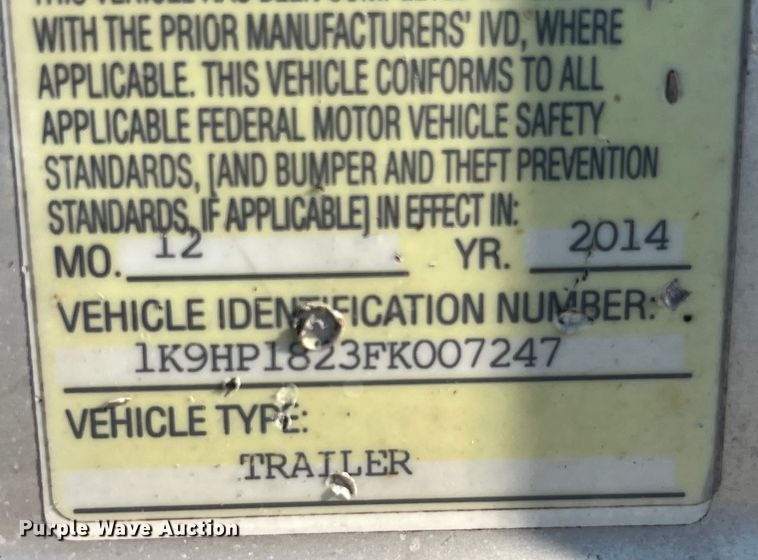 WITH THE PRIOR MANUFACTURERS' IVD, WHERE
APPLICABLE. THIS VEHICLE CONFORMS TO ALL
APPLICABLE FEDERAL MOTOR VEHICLE SAFETY
STANDARDS, [AND BUMPER AND THEFT PREVENTION
STANDARDS, IF APPLICABLE] IN EFFECT IN:
MO. 12 YR. 2014
VEHICLE IDENTIFICATION NUMBER:
1K9HP1823FK007247
VEHICLE TYPE:
TRAILER
Purple Wave Auction